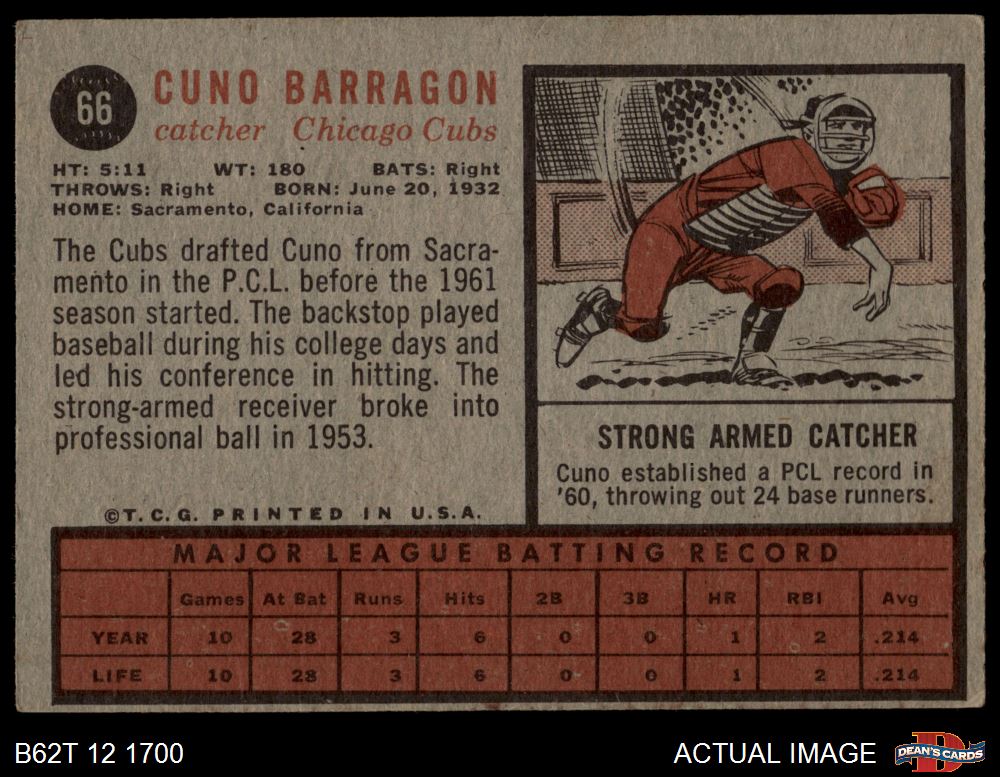 66
CUNO BARRAGON
catcher Chicago Cubs
HT: 5:11 WT: 180 BATS: Right
THROWS: Right BORN: June 20, 1932
HOME: Sacramento, California
The Cubs drafted Cuno from Sacra-
mento in the P.C.L. before the 1961
season started. The backstop played
baseball during his college days and
led his conference in hitting. The
strong-armed receiver broke into
professional ball in 1953.
©T.C.G. PRINTED IN U.S.A.
STRONG ARMED CATCHER
Cuno established a PCL record in
'60, throwing out 24 base runners.
MAJOR LEAGUE BATTING RECORD
Games At Bat Runs Hits 2B 3B HR RBI Avg
YEAR 10 28 3 6 0 0 1 2 .214
LIFE 10 28 3 6 0 0 1 2 .214
B62T 12 1700
ACTUAL IMAGE
D
DEAN'S CARDS